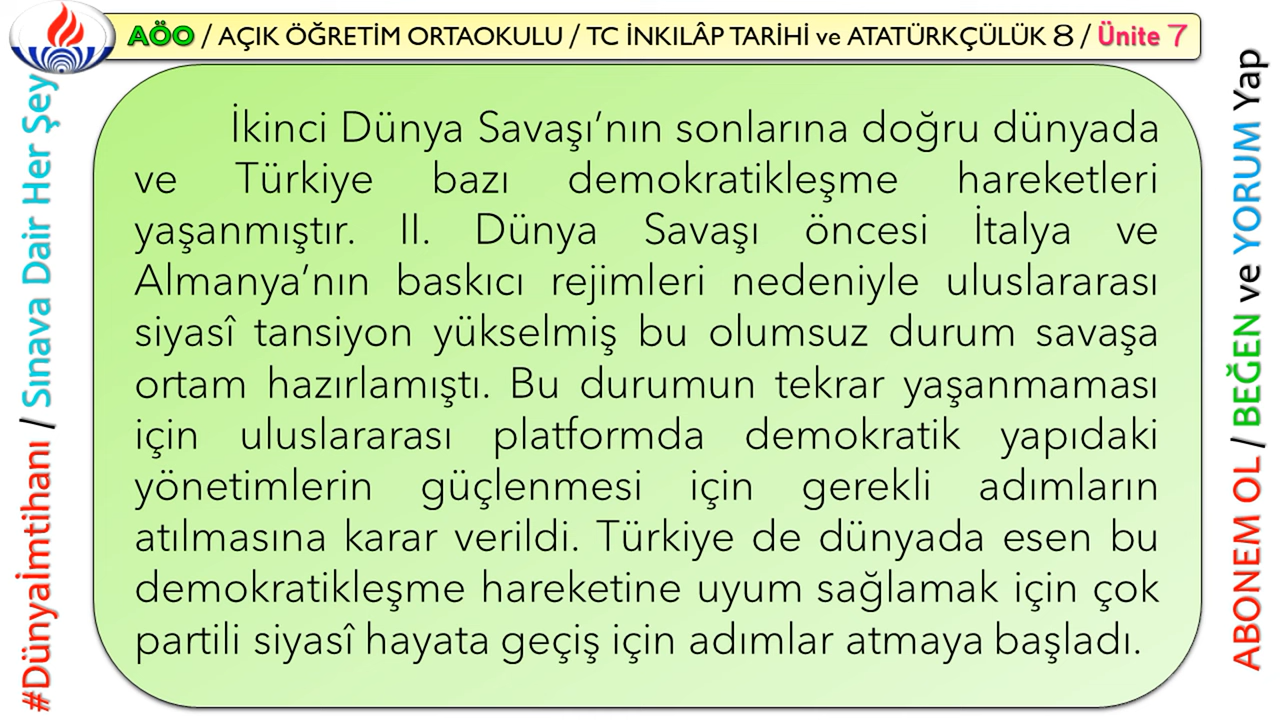 AÖO / AÇIK ÖĞRETİM ORTAOKULU / TC İNKILÂP TARİHİ ve ATATÜRKÇÜLÜK 8 / Ünite 7
#Dünyaİmtihanı / Sınava Dair Her Şey
İkinci Dünya Savaşı’nın sonlarına doğru dünyada
ve Türkiye bazı demokratikleşme hareketleri
yaşanmıştır. II. Dünya Savaşı öncesi İtalya ve
Almanya’nın baskıcı rejimleri nedeniyle uluslararası
siyasî tansiyon yükselmiş bu olumsuz durum savaşa
ortam hazırlamıştı. Bu durumun tekrar yaşanmaması
için uluslararası platformda demokratik yapıdaki
yönetimlerin güçlenmesi için gerekli adımların
atılmasına karar verildi. Türkiye de dünyada esen bu
demokratikleşme hareketine uyum sağlamak için çok
partili siyasî hayata geçiş için adımlar atmaya başladı.
ABONEM OL / BEĞEN ve YORUM Yap